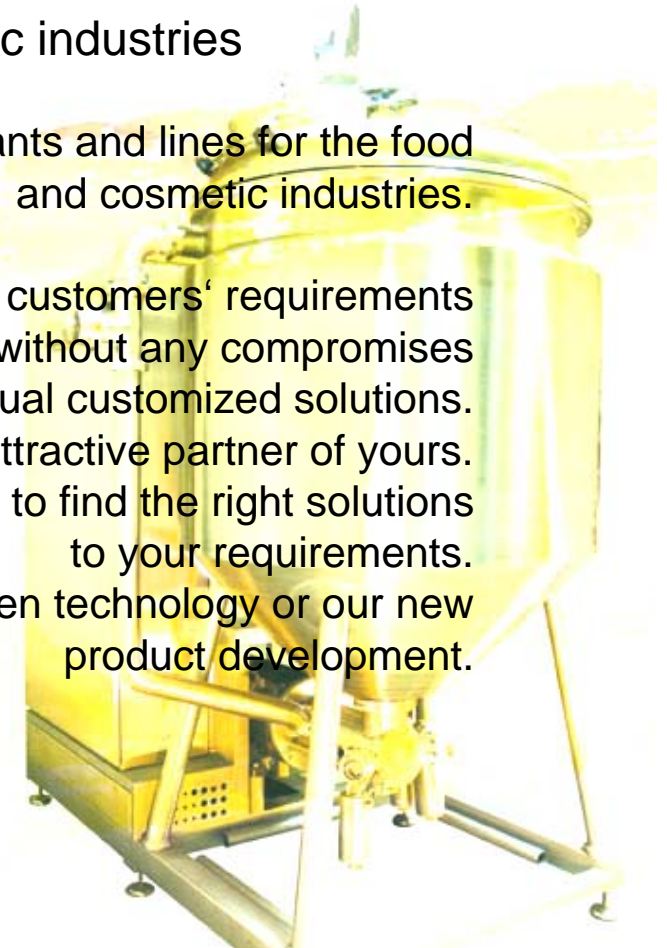 c industries
ants and lines for the food
and cosmetic industries.
customers‘ requirements
without any compromises
ual customized solutions.
ttractive partner of yours.
to find the right solutions
to your requirements.
en technology or our new
product development.